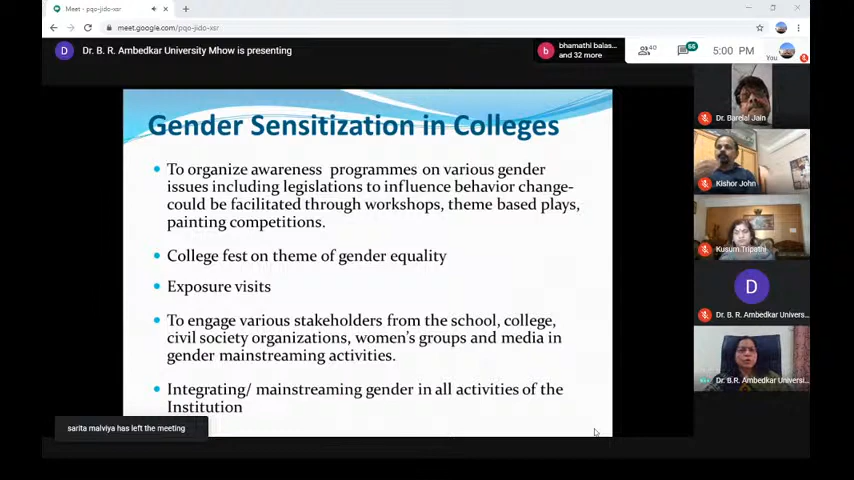 Meet - pqo-jido-xsr
meet.google.com/pqo-jido-xsr
D
Dr. B. R. Ambedkar University Mhow is presenting
b
bhamathi balas...
and 32 more
40
65
5:00 PM
You
Gender Sensitization in Colleges
• To organize awareness programmes on various gender
issues including legislations to influence behavior change-
could be facilitated through workshops, theme based plays,
painting competitions.
• College fest on theme of gender equality
• Exposure visits
• To engage various stakeholders from the school, college,
civil society organizations, women's groups and media in
gender mainstreaming activities.
• Integrating/ mainstreaming gender in all activities of the
Institution
sarita malviya has left the meeting
Dr. Barelal Jain
Kishor John
Kusum Tripathi
D
Dr. B. R. Ambedkar Univers...
Dr. B.R. Ambedkar Universi...